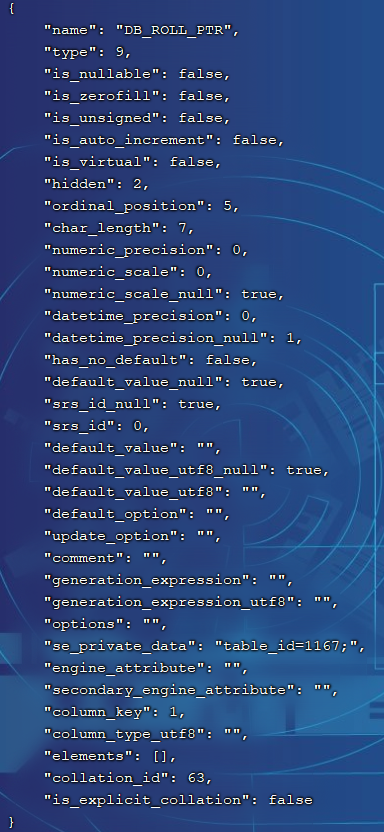 {
"name": "DB_ROLL_PTR",
"type": 9,
"is_nullable": false,
"is_zerofill": false,
"is_unsigned": false,
"is_auto_increment": false,
"is_virtual": false,
"hidden": 2,
"ordinal_position": 5,
"char_length": 7,
"numeric_precision": 0,
"numeric_scale": 0,
"numeric_scale_null": true,
"datetime_precision": 0,
"datetime_precision_null": 1,
"has_no_default": false,
"default_value_null": true,
"srs_id_null": true,
"srs_id": 0,
"default_value": "",
"default_value_utf8_null": true,
"default_value_utf8": "",
"default_option": "",
"update_option": "",
"comment": "",
"generation_expression": "",
"generation_expression_utf8": "",
"options": "",
"se_private_data": "table_id=1167;",
"engine_attribute": "",
"secondary_engine_attribute": "",
"column_key": 1,
"column_type_utf8": "",
"elements": [],
"collation_id": 63,
"is_explicit_collation": false
}